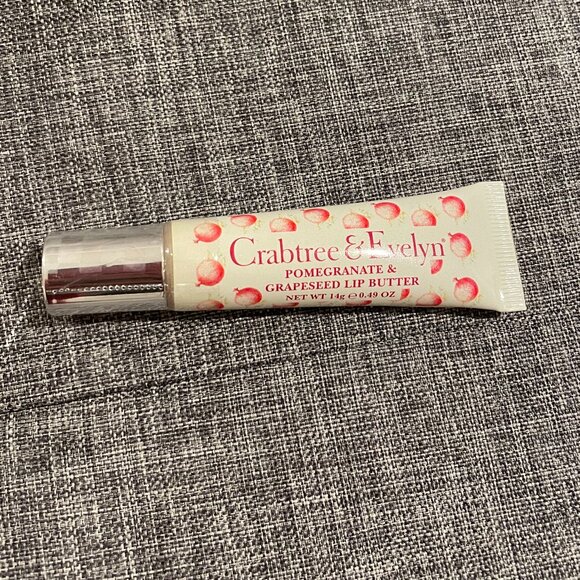 Crabtree & Evelyn®
POMEGRANATE &
GRAPESEED LIP BUTTER
NET WT 14g ℮ 0.49 OZ